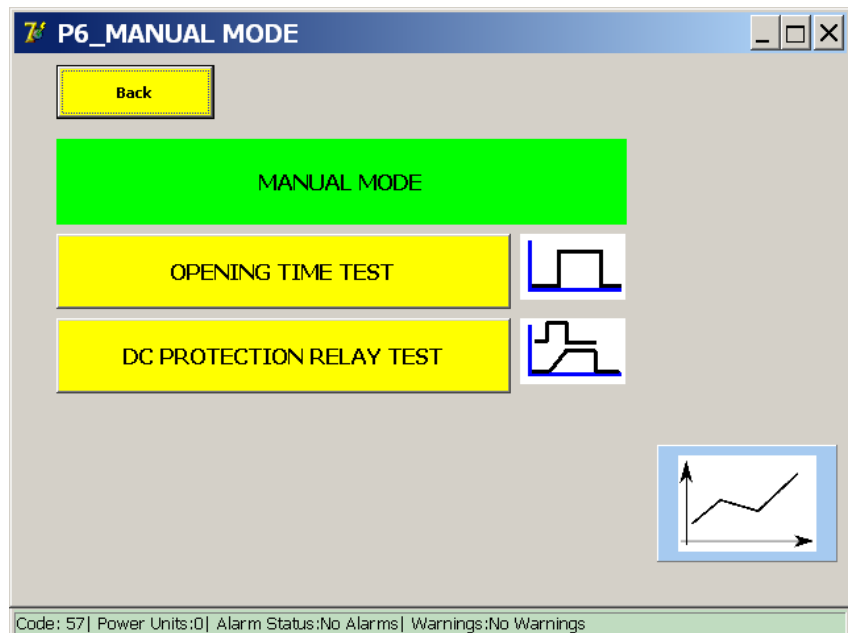 P6_MANUAL MODE
Back
MANUAL MODE
OPENING TIME TEST
DC PROTECTION RELAY TEST
Code: 57| Power Units:0| Alarm Status:No Alarms| Warnings:No Warnings